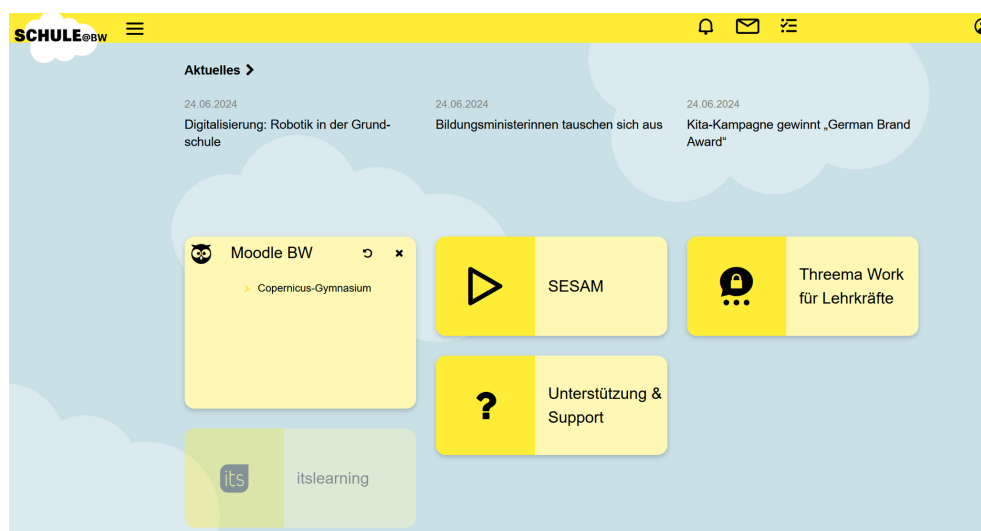 SCHULE@BW
Aktuelles
24.06.2024
Digitalisierung: Robotik in der Grund-
schule
24.06.2024
Bildungsministerinnen tauschen sich aus
24.06.2024
Kita-Kampagne gewinnt „German Brand
Award“
Moodle BW
Copernicus-Gymnasium
SESAM
Threema Work
für Lehrkräfte
?
Unterstützung &
Support
its
itslearning